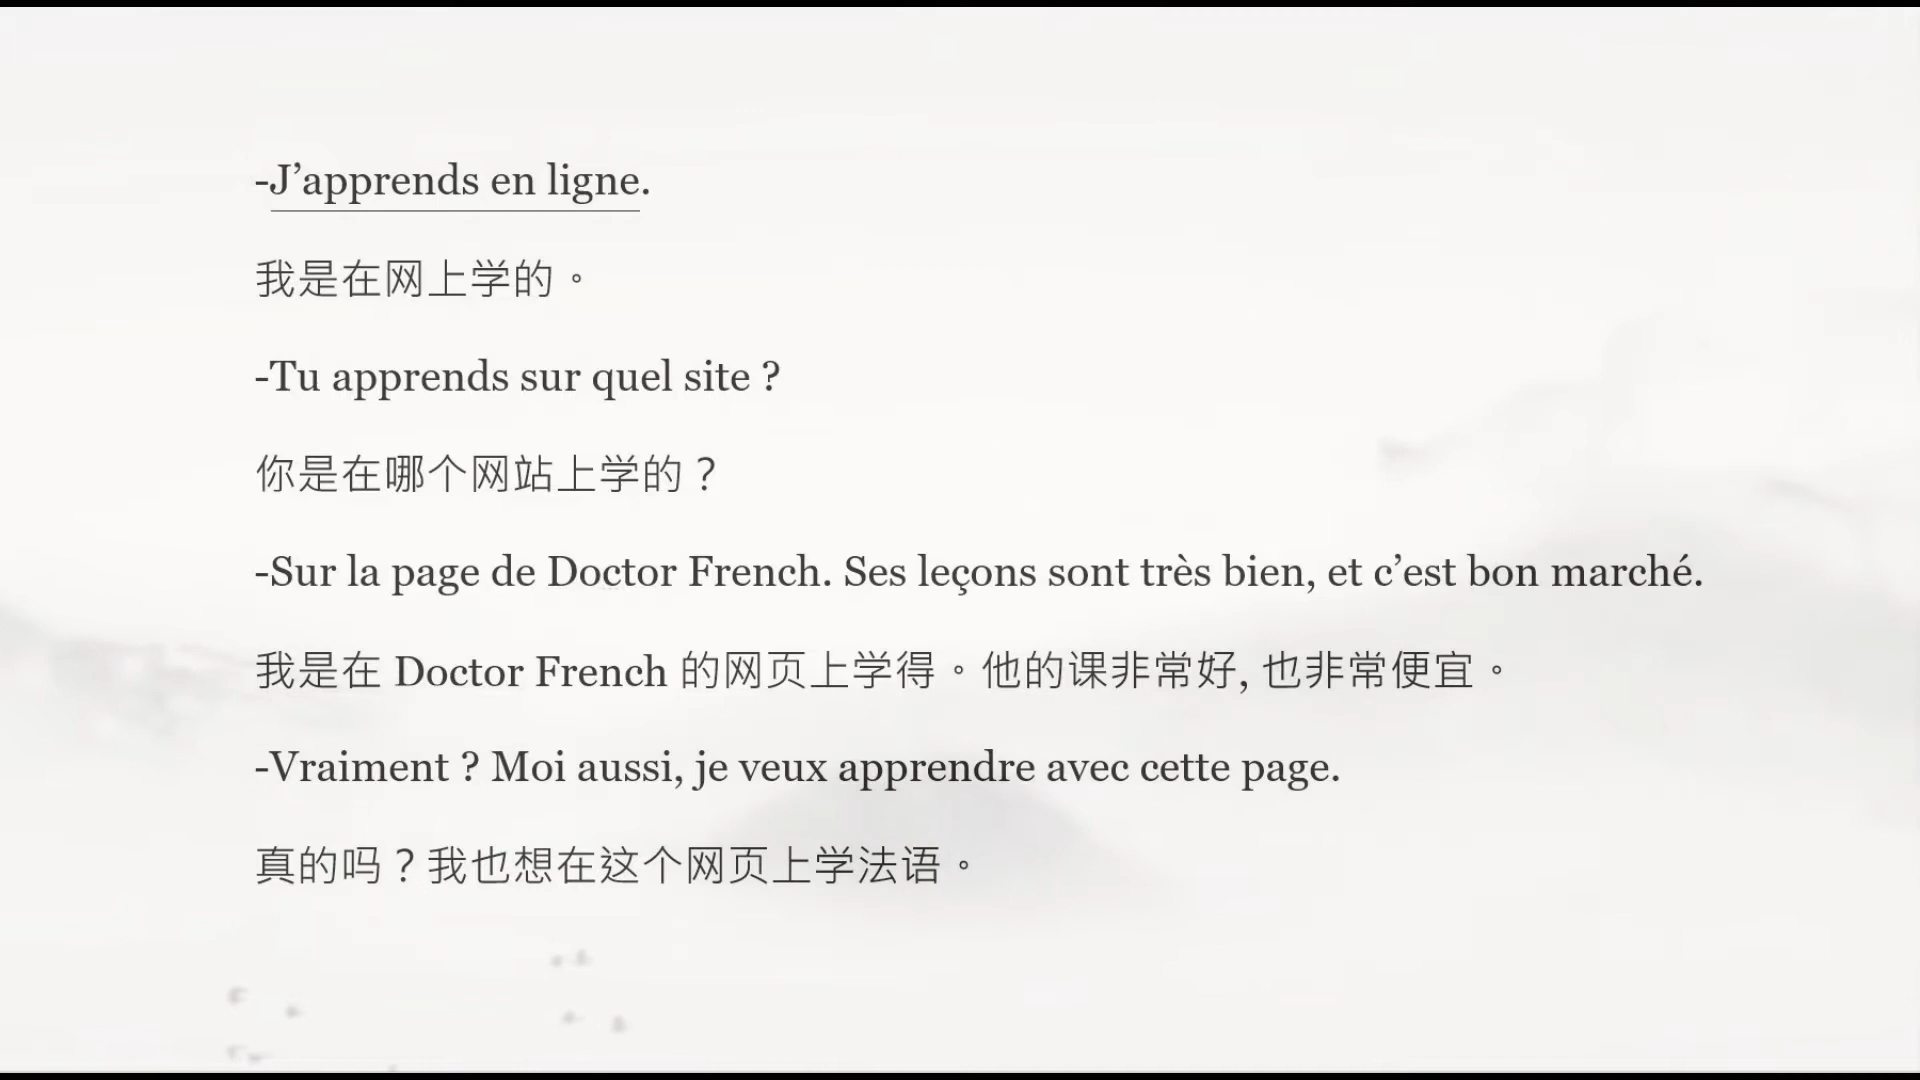 -J’apprends en ligne.
我是在网上学的。
-Tu apprends sur quel site ?
你是在哪个网站上学的？
-Sur la page de Doctor French. Ses leçons sont très bien, et c’est bon marché.
我是在 Doctor French 的网页上学得。他的课非常好, 也非常便宜。
-Vraiment ? Moi aussi, je veux apprendre avec cette page.
真的吗？我也想在这个网页上学法语。